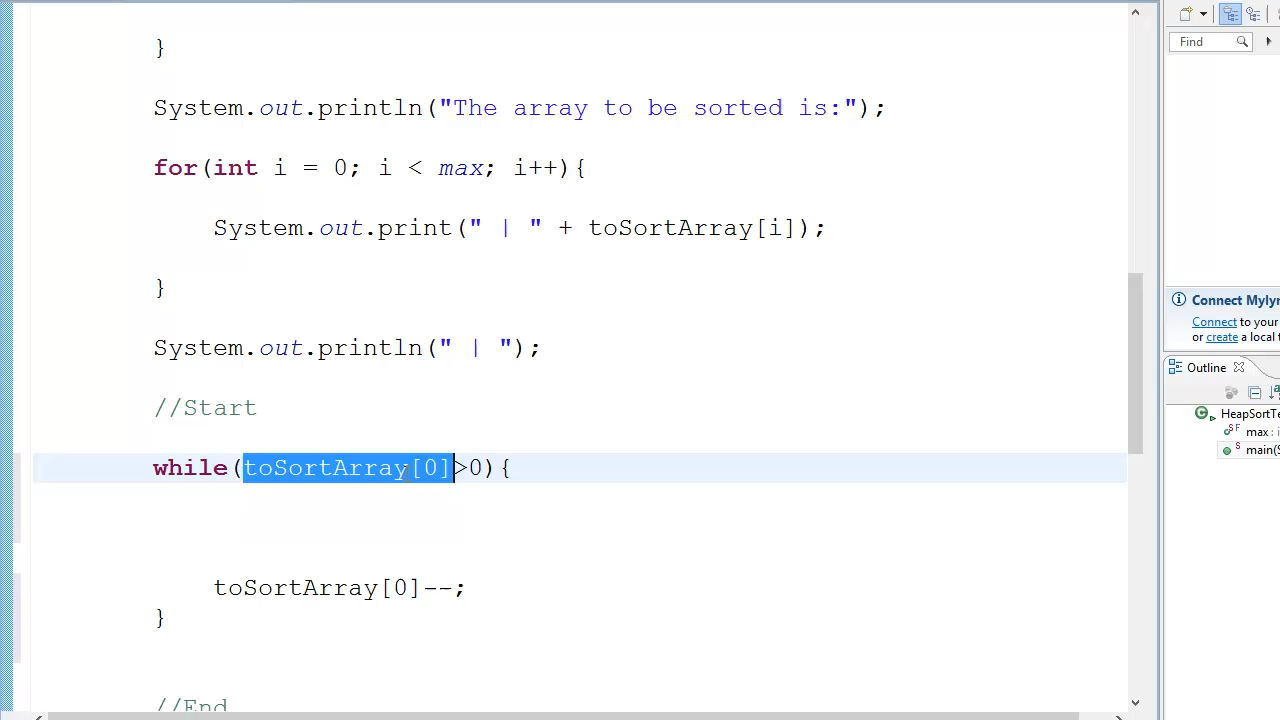 }
System.out.println("The array to be sorted is:");
for(int i = 0; i < max; i++){
System.out.print(" | " + toSortArray[i]);
}
System.out.println(" | ");
//Start
while(toSortArray[0]>0){
toSortArray[0]--;
}
//End
Find
Connect Myly
Connect to your
or create a local t
Outline
HeapSortTe
max : i
main(S